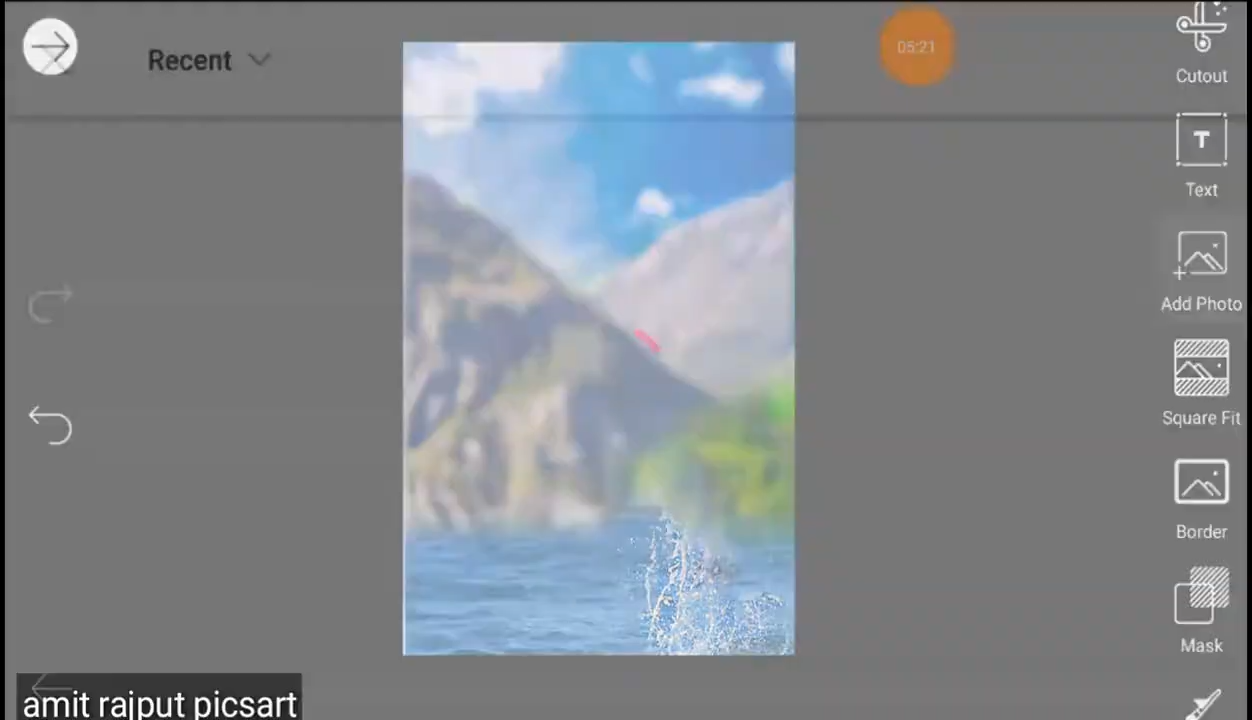 Recent
05:21
Cutout
T
Text
Add Photo
Square Fit
Border
Mask
amit rajput picsart